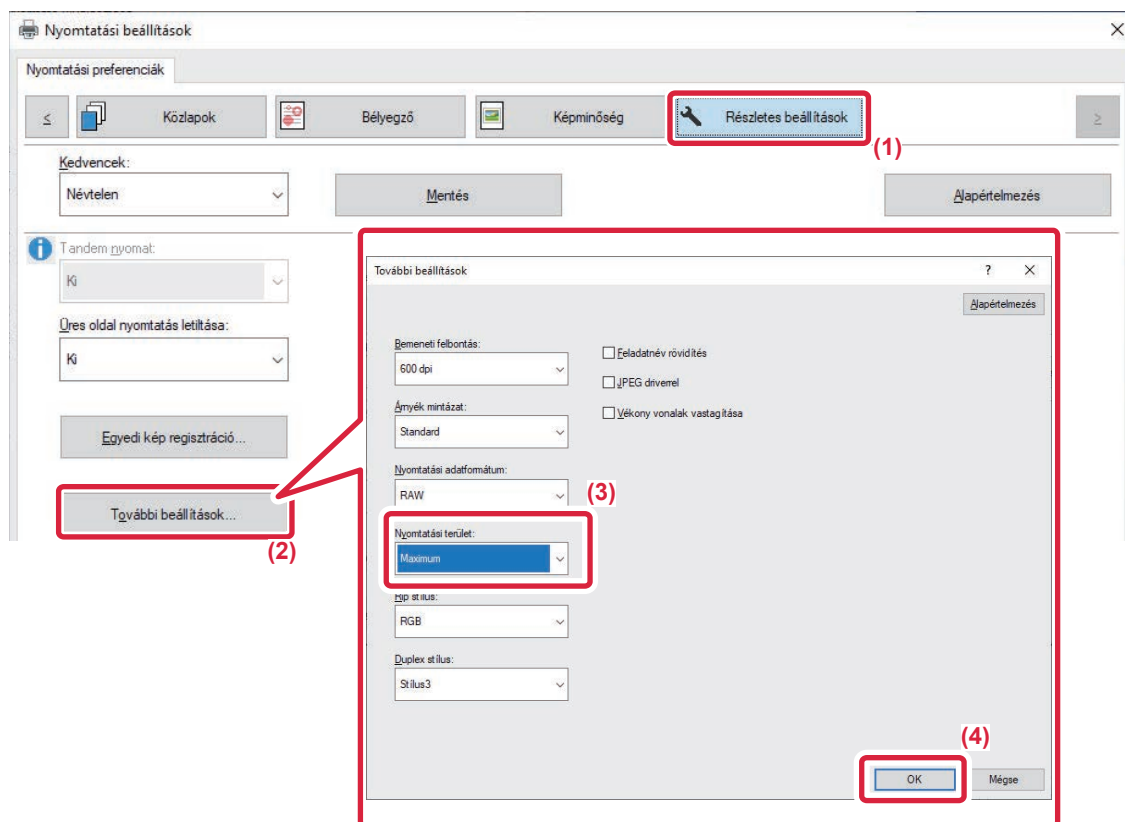 Nyomtatási beállítások
Nyomtatási preferenciák
<
Közlapok
Bélyegző
Képminőség
Részletes beállítások
>
(1)
Kedvencek:
Névtelen
Mentés
Alapértelmezés
Tandem nyomat:
Ki
Üres oldal nyomtatás letiltása:
Ki
Egyedi kép regisztráció...
További beállítások...
(2)
További beállítások
?
Alapértelmezés
Bemeneti felbontás:
600 dpi
Feladatnév rövidítés
JPEG driverrel
Árnyék mintázat:
Vékony vonalak vastagítása
Standard
Nyomtatási adatformátum:
RAW
(3)
Nyomtatási terület:
Maximum
Rip stílus:
RGB
Duplex stílus:
Stílus3
(4)
OK
Mégse